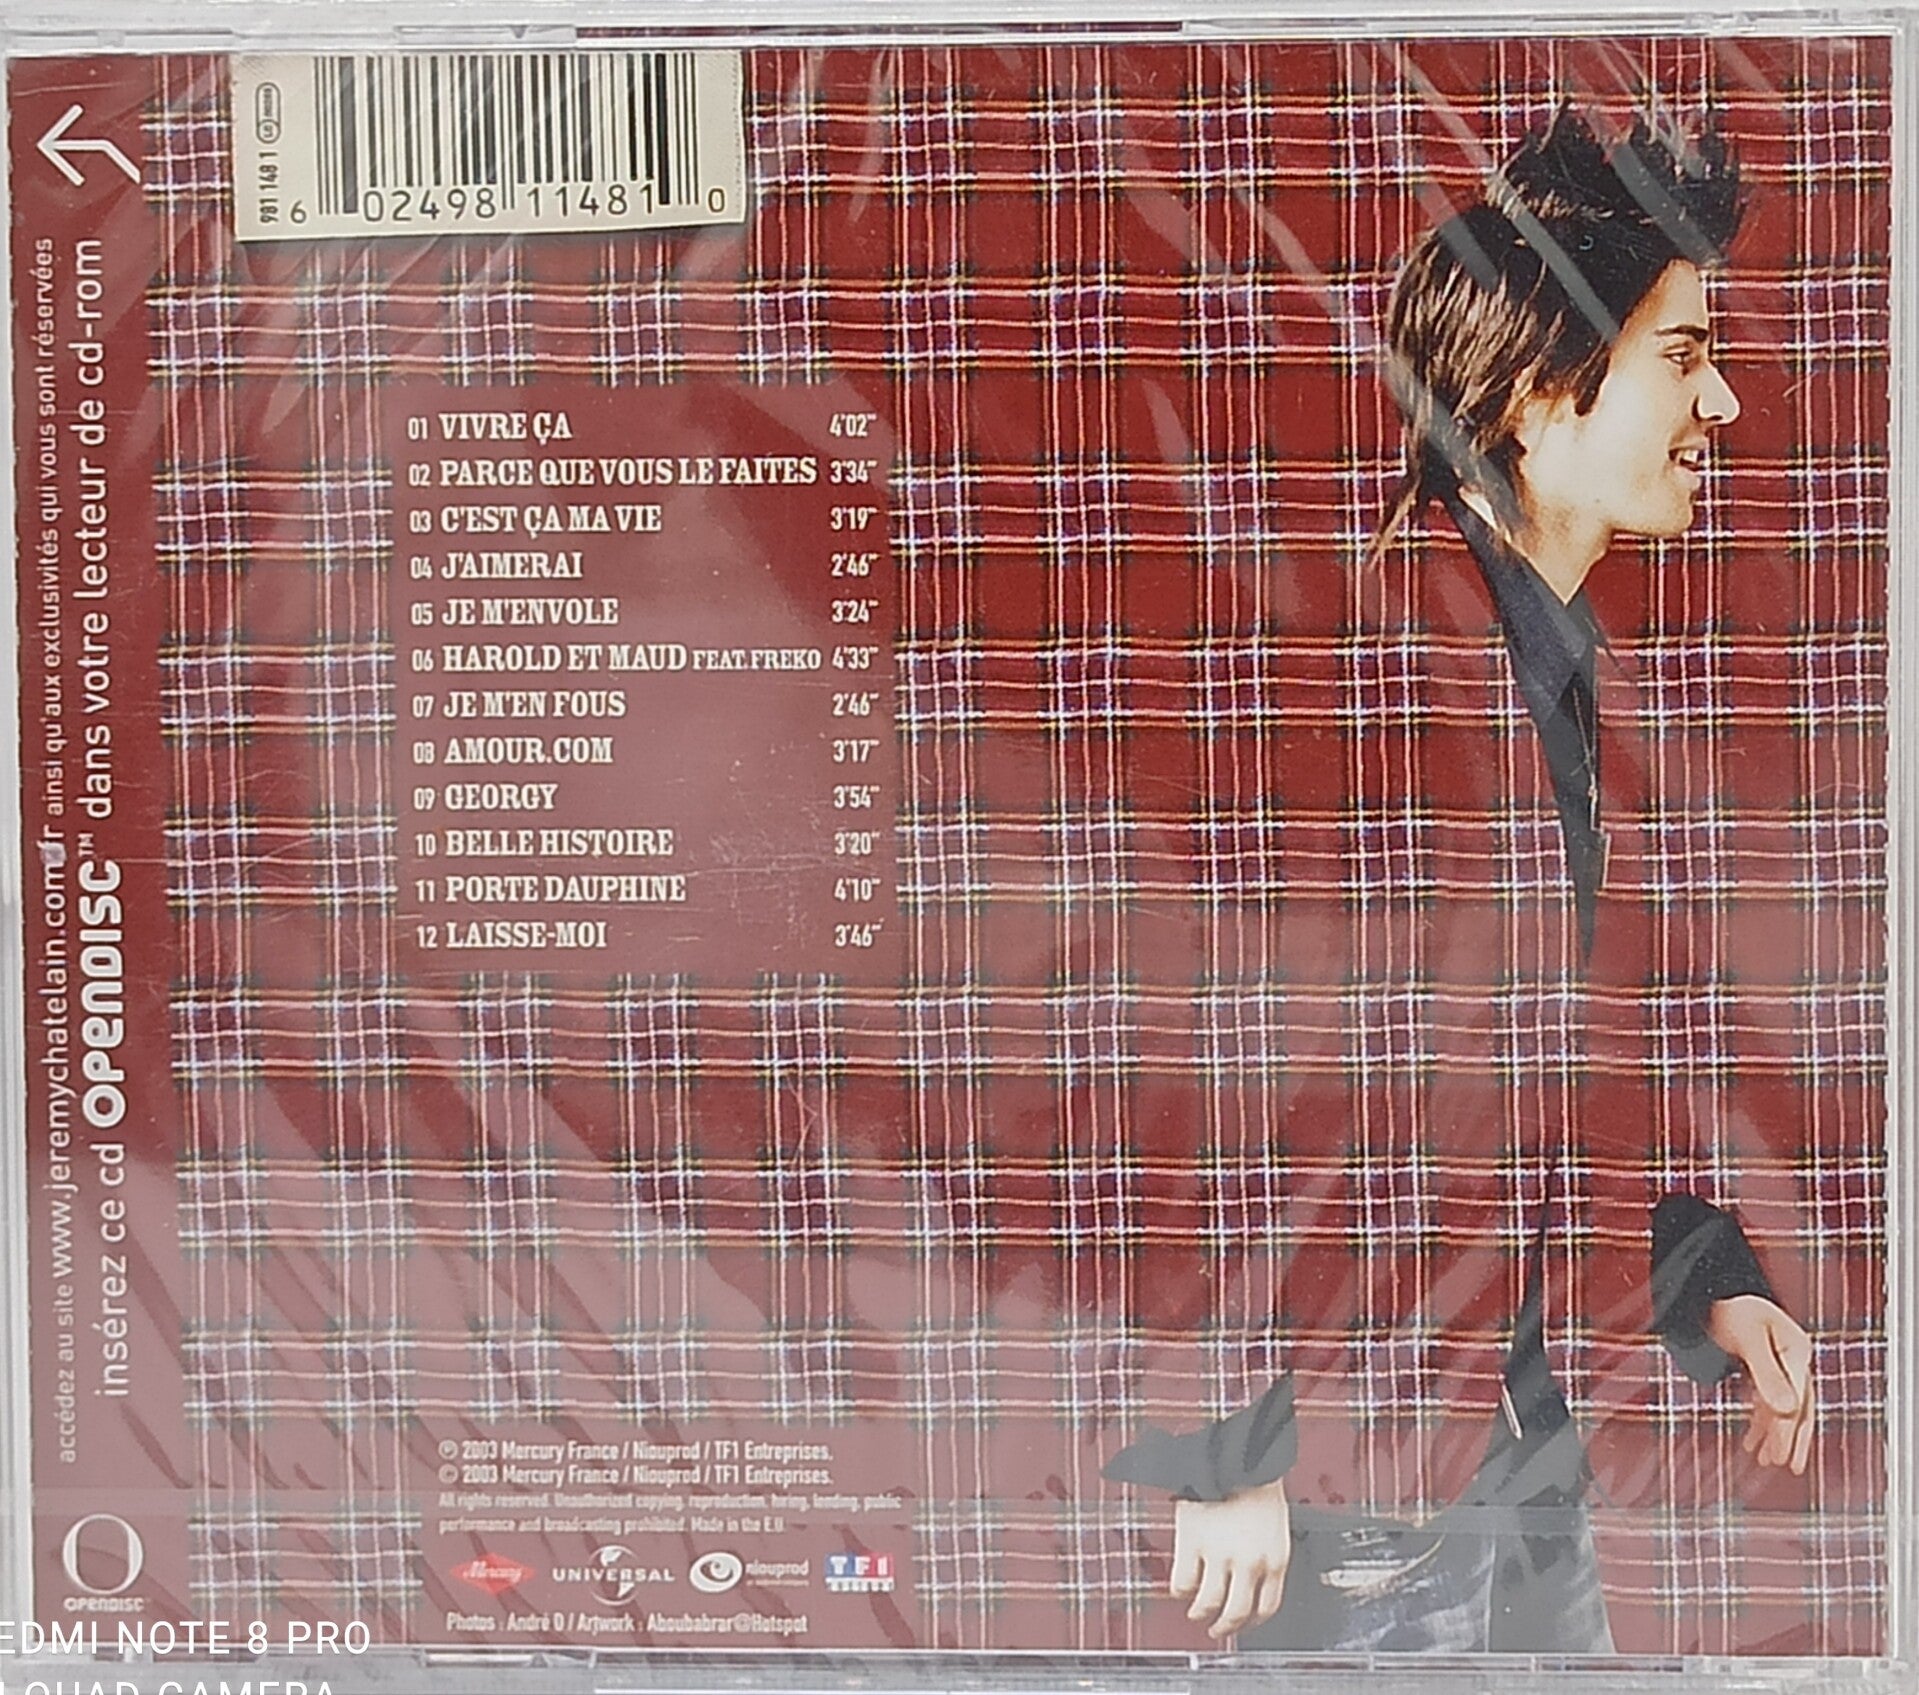 981 148 1
6 02498 11481 0
accédez au site www.jeremychatelain.com ainsi qu'aux exclusivités qui vous sont réservées
insérez ce cd OPENDISC™ dans votre lecteur de cd-rom
01 VIVRE ÇA 4'02"
02 PARCE QUE VOUS LE FAITES 3'34"
03 C'EST ÇA MA VIE 3'19"
04 J'AIMERAI 2'46"
05 JE M'ENVOLE 3'24"
06 HAROLD ET MAUD FEAT. FREKO 4'33"
07 JE M'EN FOUS 2'46"
08 AMOUR.COM 3'17"
09 GEORGY 3'54"
10 BELLE HISTOIRE 3'20"
11 PORTE DAUPHINE 4'10"
12 LAISSE-MOI 3'46"
℗ 2003 Mercury France / Niouprod / TF1 Entreprises.
© 2003 Mercury France / Niouprod / TF1 Entreprises.
All rights reserved. Unauthorized copying, reproduction, hiring, lending, public
performance and broadcasting prohibited. Made in the E.U.
Mercury UNIVERSAL niouprod TF1
Photos : André D / Artwork : Aboubabrar@Hotspot
OPENDISC
EDMI NOTE 8 PRO
QUAD CAMERA